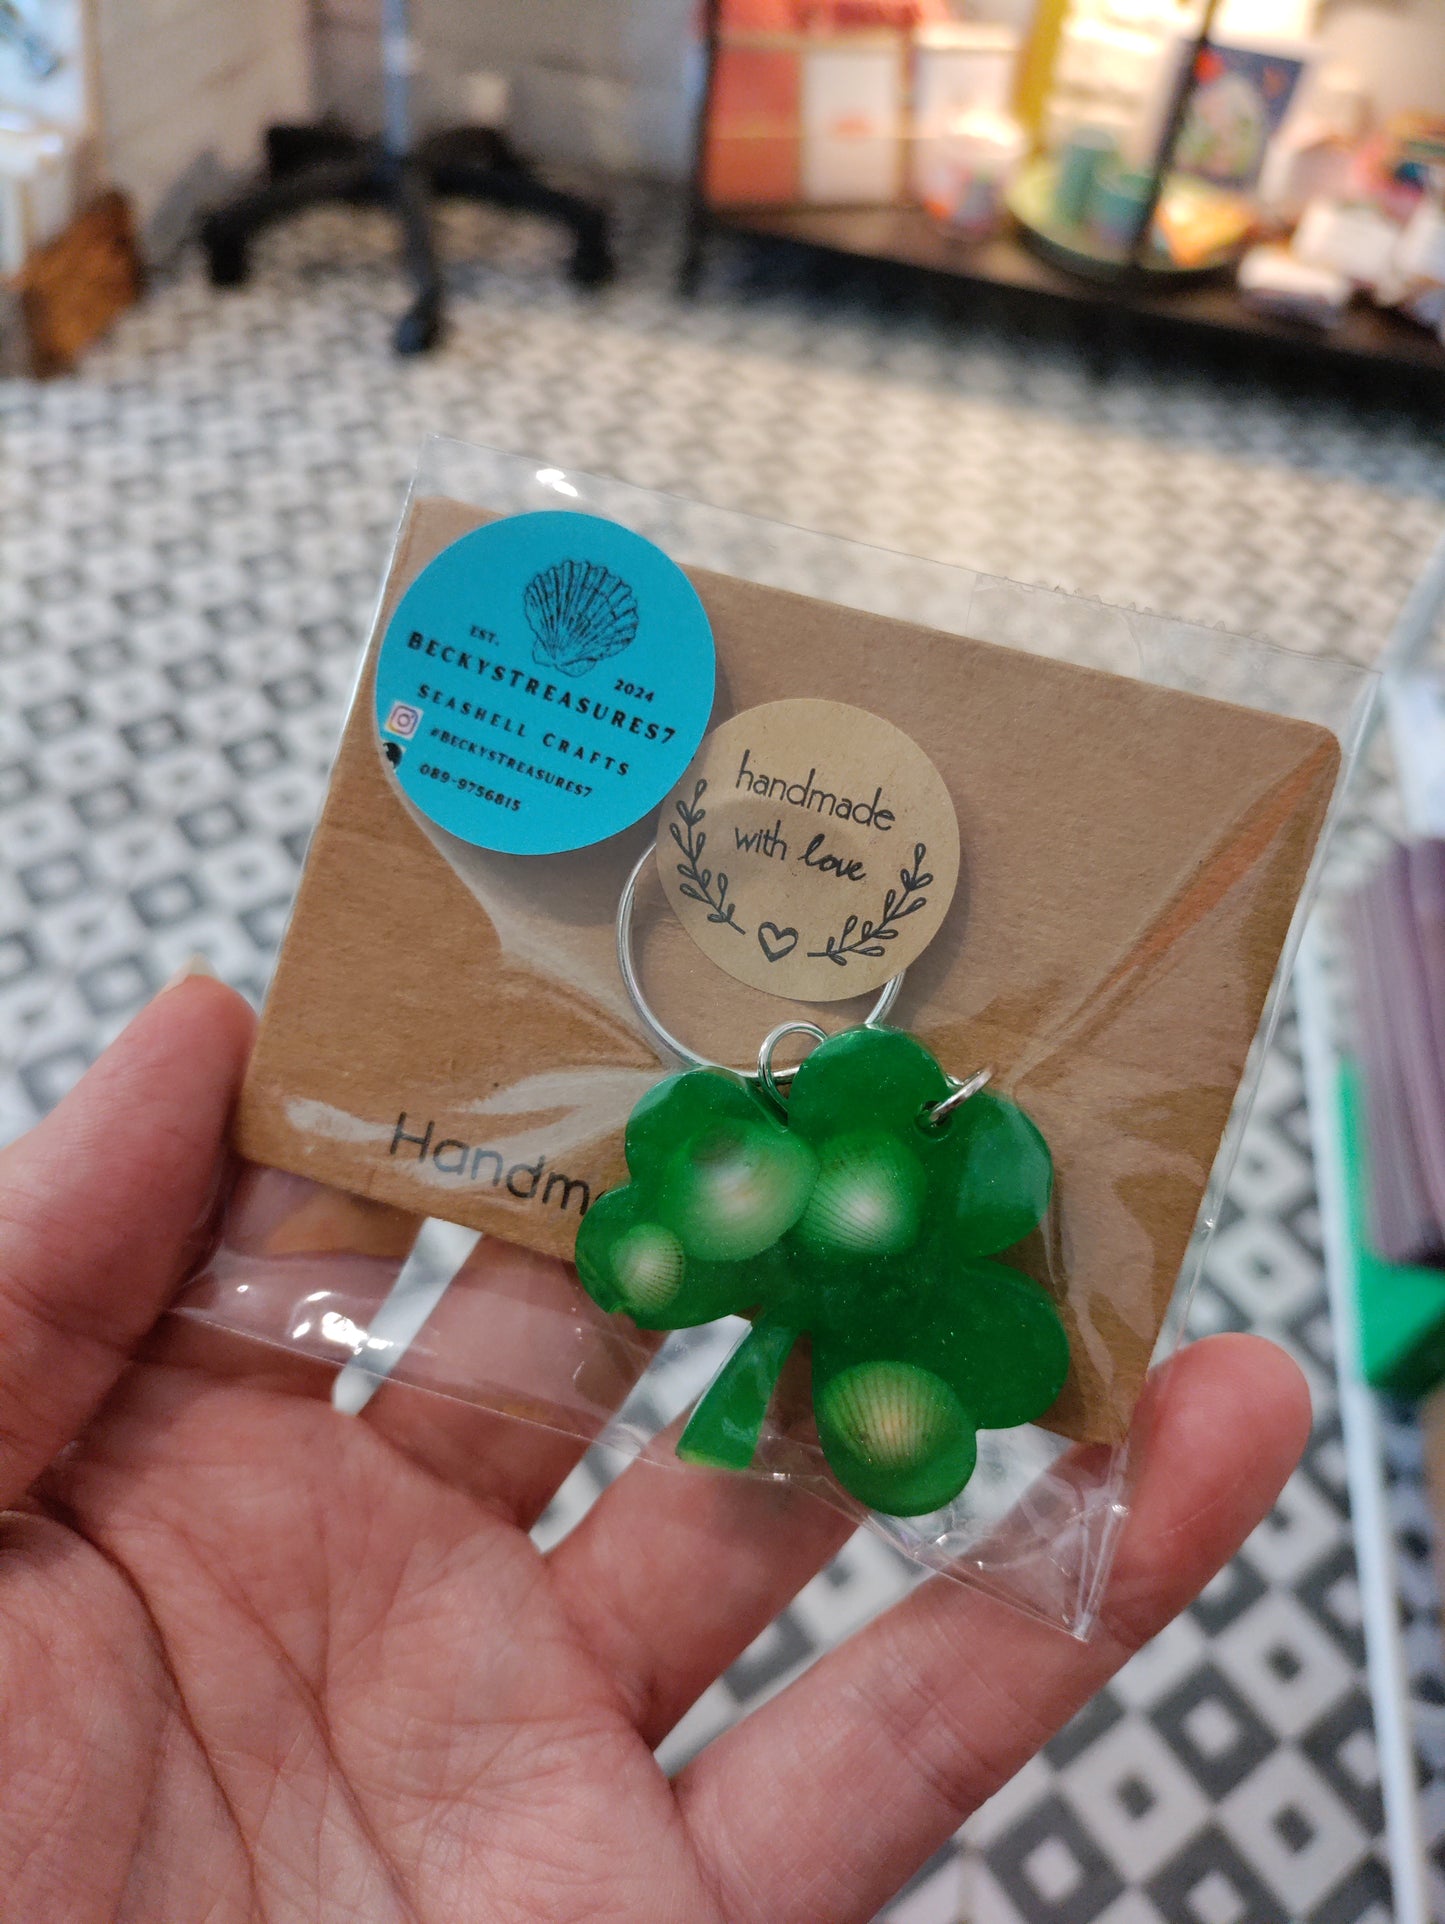 EST.
2024
BECKYSTREASURES7
SEASHELL CRAFTS
#BECKYSTREASURES7
089-9756815
handmade
with love
Handm